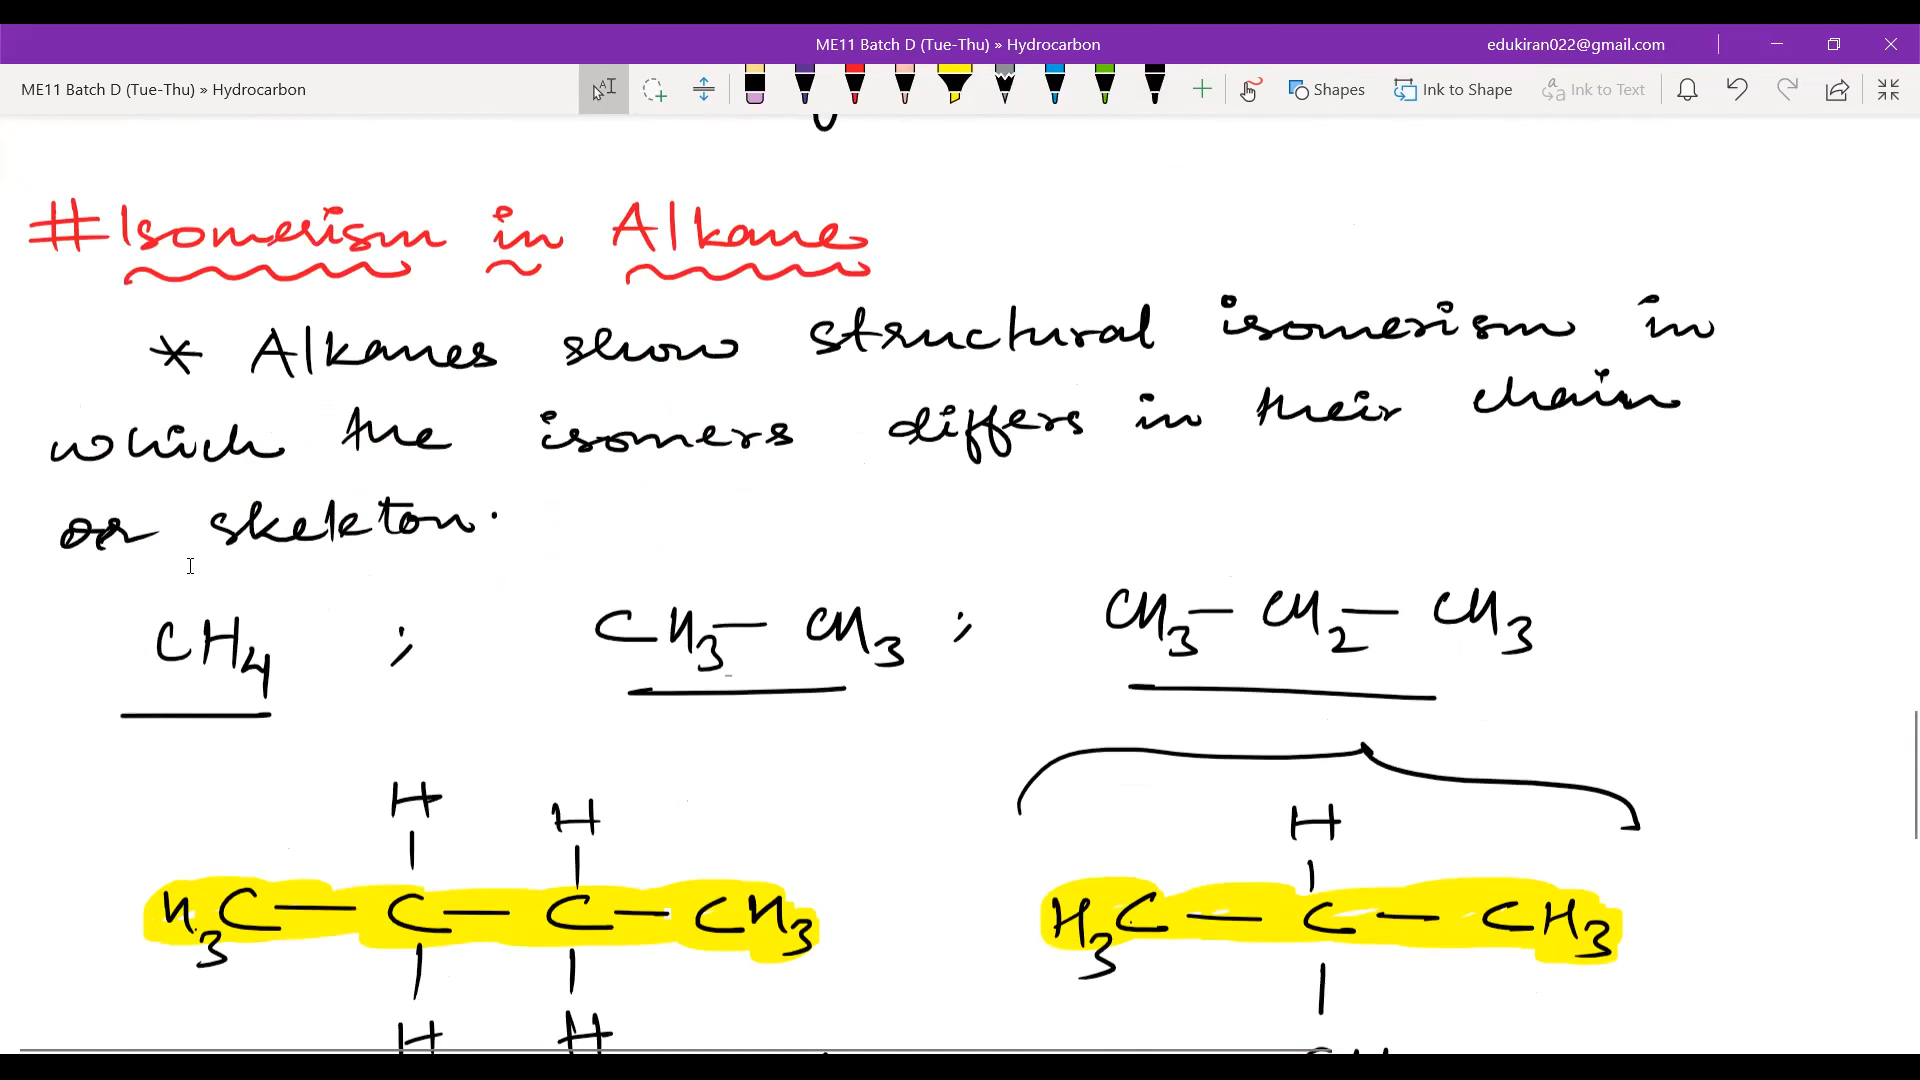 ME11 Batch D (Tue-Thu) » Hydrocarbon
edukiran022@gmail.com
ME11 Batch D (Tue-Thu) » Hydrocarbon
Shapes
Ink to Shape
Ink to Text
#Isomerism in Alkane
* Alkanes show structural isomerism in
which the isomers differs in their chain
or skeleton.
CH4 ; CH3—CH3 ; CH3—CH2—CH3
H H H
H3C—C—C—CH3 H3C—C—CH3
H H